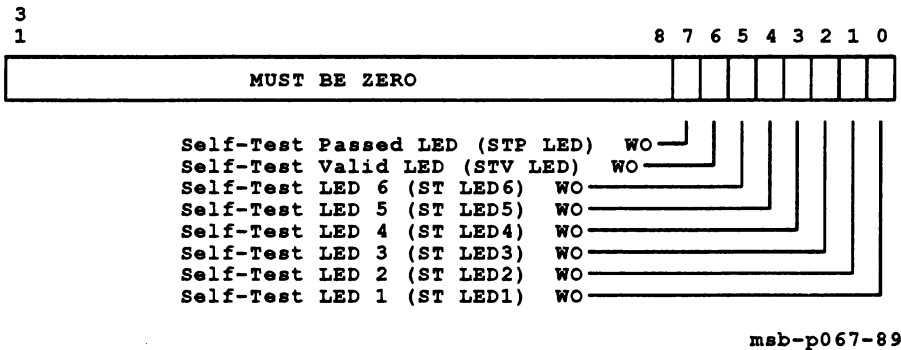 3
1 8 7 6 5 4 3 2 1 0
MUST BE ZERO
Self-Test Passed LED (STP LED) WO
Self-Test Valid LED (STV LED) WO
Self-Test LED 6 (ST LED6) WO
Self-Test LED 5 (ST LED5) WO
Self-Test LED 4 (ST LED4) WO
Self-Test LED 3 (ST LED3) WO
Self-Test LED 2 (ST LED2) WO
Self-Test LED 1 (ST LED1) WO
msb-p067-89